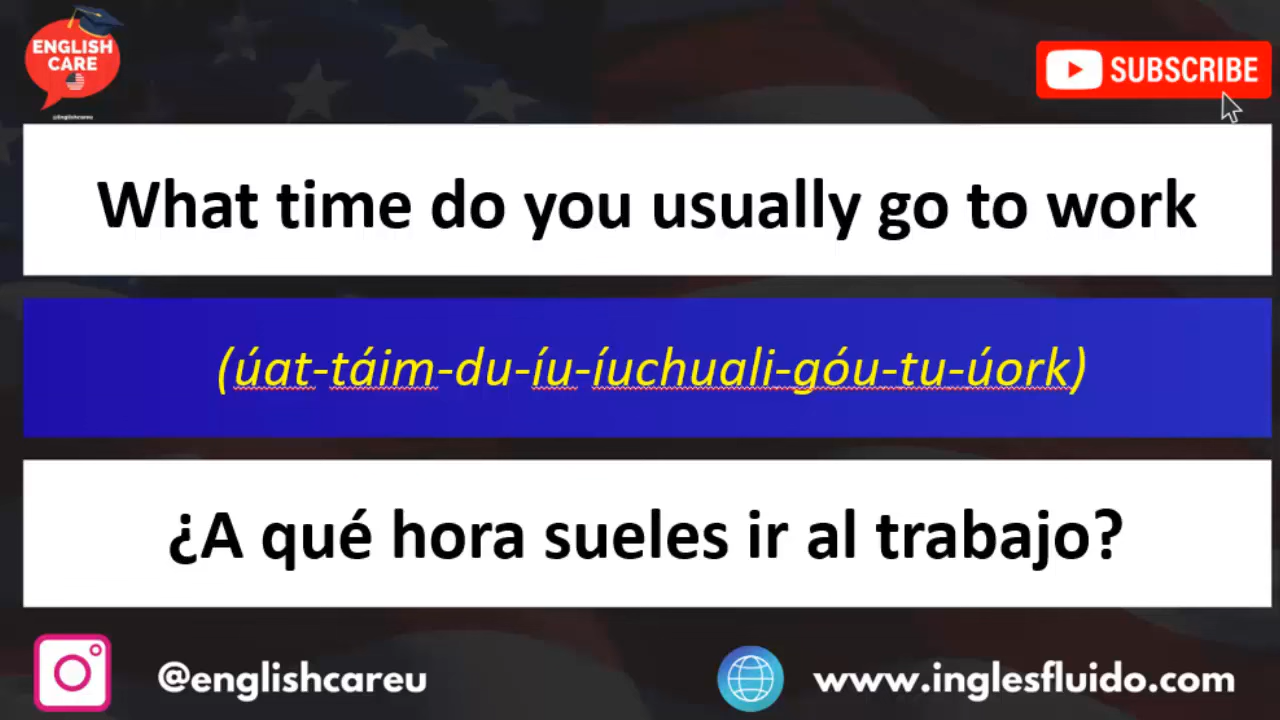 ENGLISH
CARE
@Englishcareu
SUBSCRIBE
What time do you usually go to work
(úat-táim-du-íu-íuchuali-góu-tu-úork)
¿A qué hora sueles ir al trabajo?
@englishcareu
www.inglesfluido.com